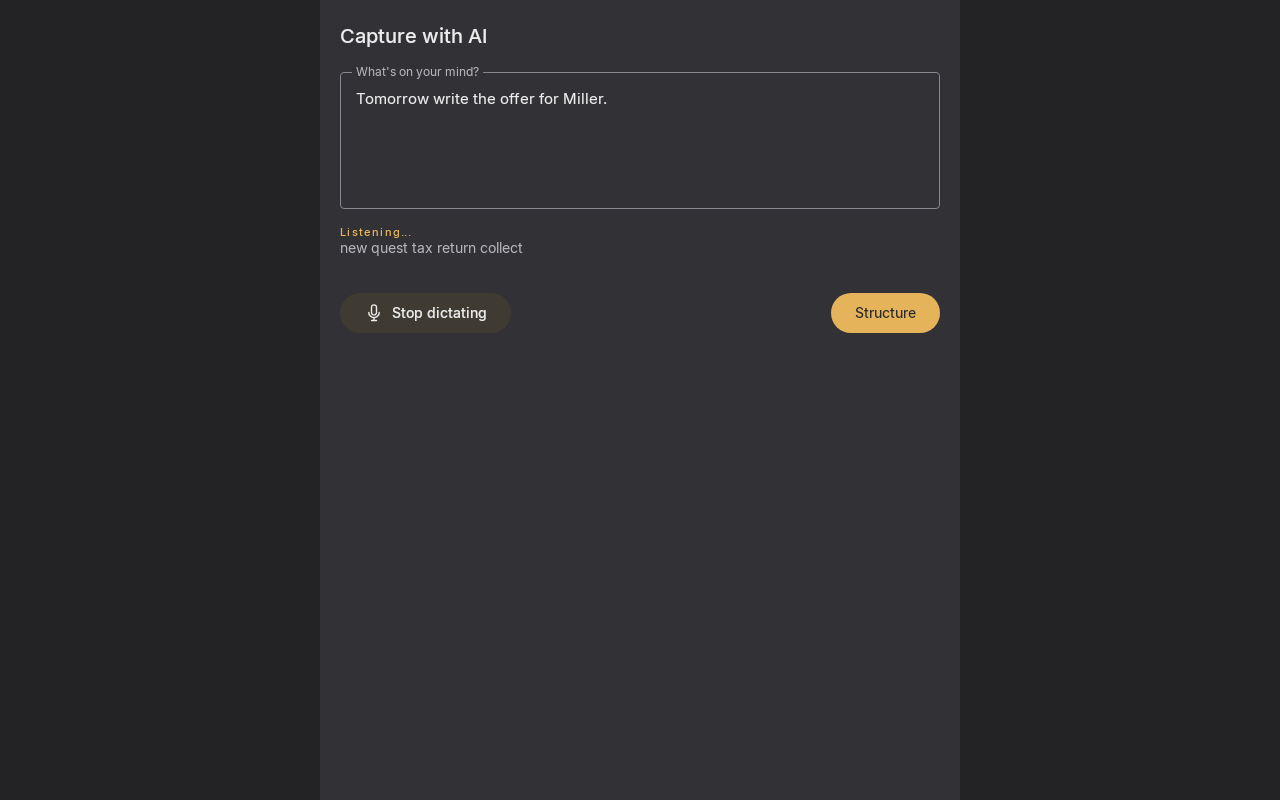 Capture with AI
What's on your mind?
Tomorrow write the offer for Miller.
Listening...
new quest tax return collect
Stop dictating
Structure